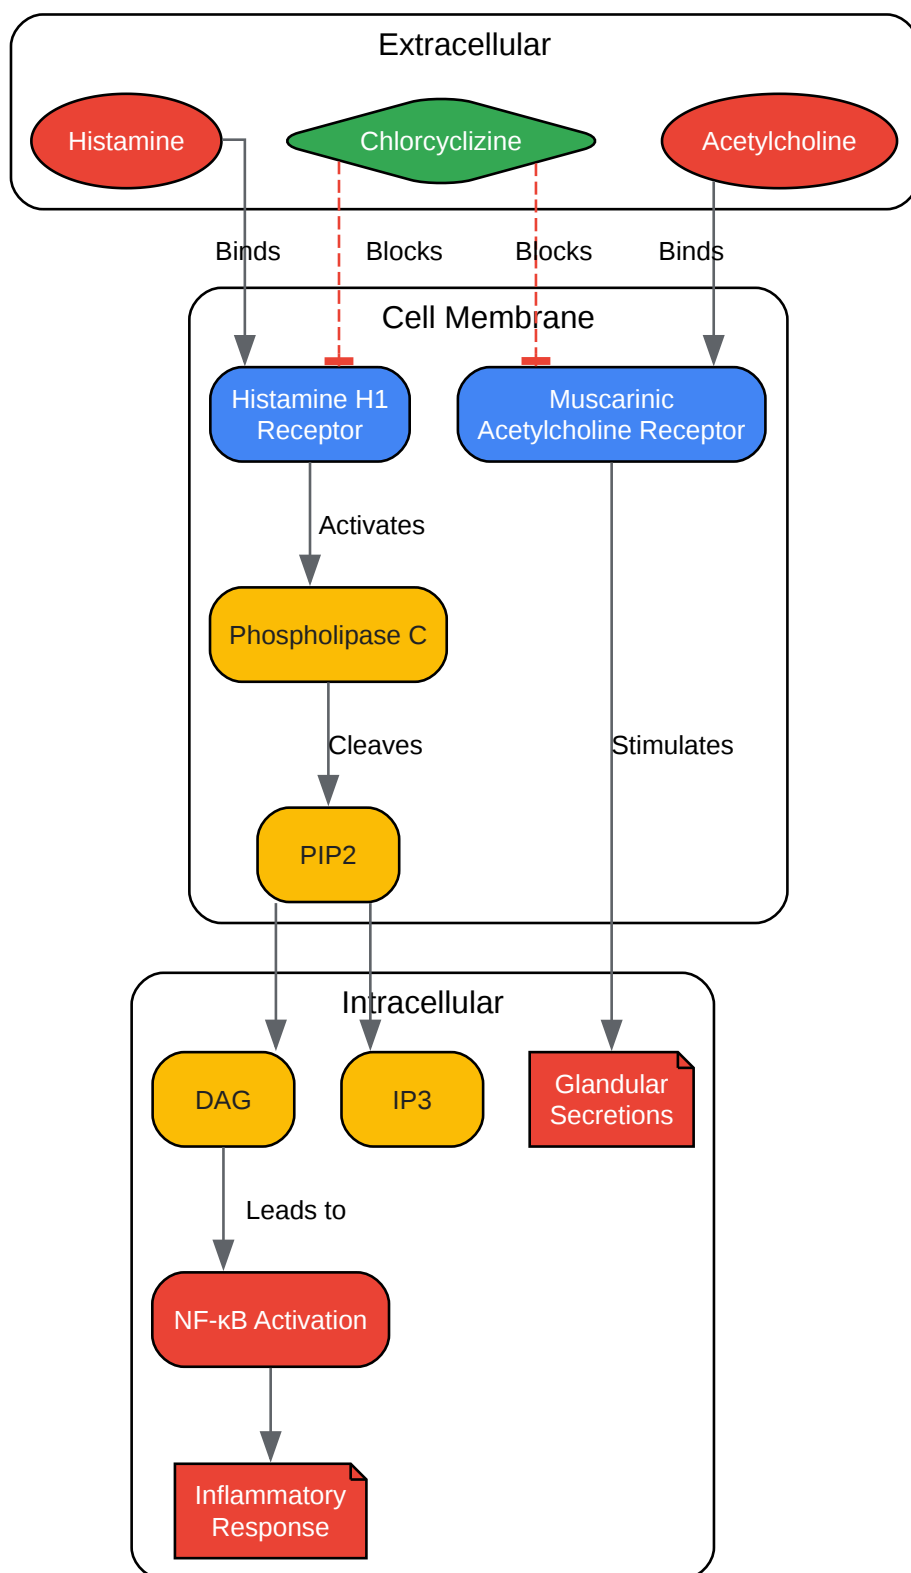 Extracellular
Histamine
Chlorcyclizine
Acetylcholine
Binds
Blocks
Blocks
Binds
Cell Membrane
Histamine H1
Receptor
Muscarinic
Acetylcholine Receptor
Activates
Phospholipase C
Cleaves
Stimulates
PIP2
Intracellular
DAG
IP3
Glandular
Secretions
Leads to
NF-κB Activation
Inflammatory
Response